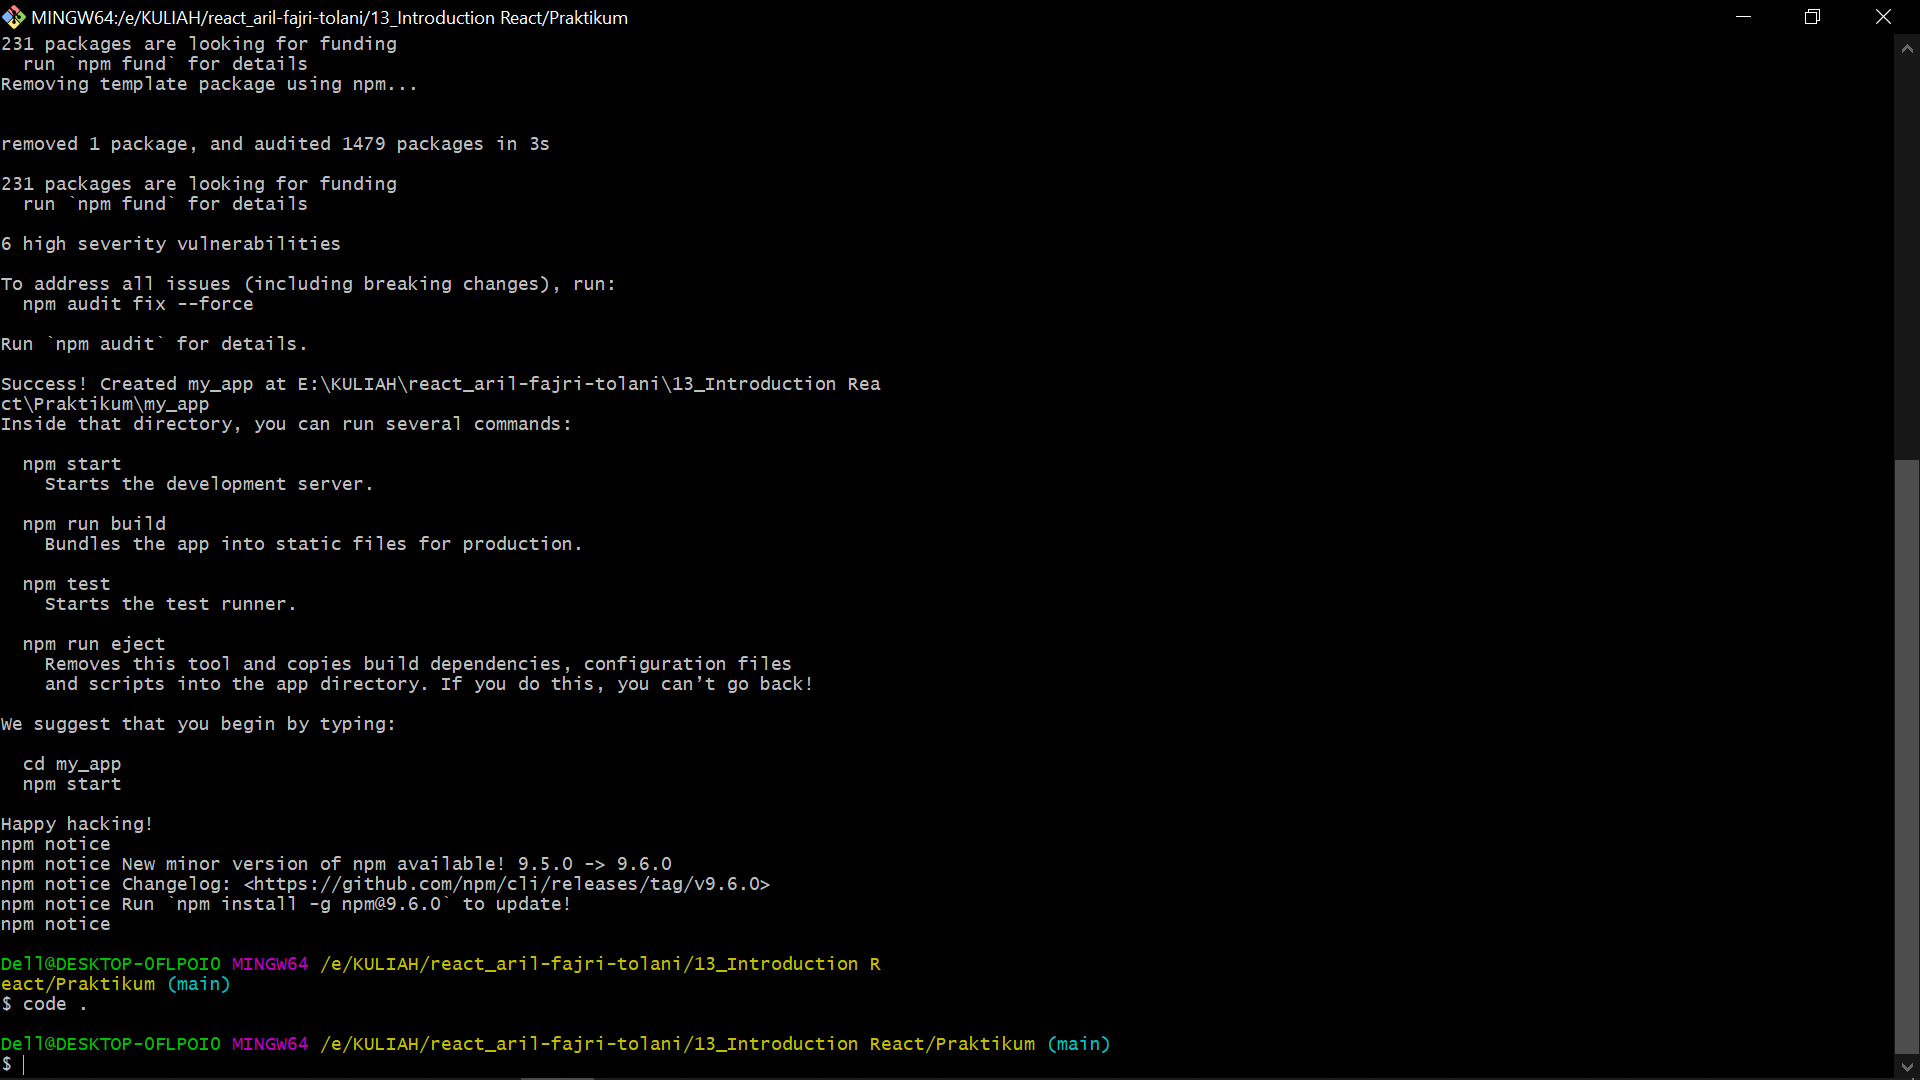 MINGW64:/e/KULIAH/react_aril-fajri-tolani/13_Introduction React/Praktikum
231 packages are looking for funding
  run `npm fund` for details
Removing template package using npm...
removed 1 package, and audited 1479 packages in 3s
231 packages are looking for funding
  run `npm fund` for details
6 high severity vulnerabilities
To address all issues (including breaking changes), run:
  npm audit fix --force
Run `npm audit` for details.
Success! Created my_app at E:\KULIAH\react_aril-fajri-tolani\13_Introduction Rea
ct\Praktikum\my_app
Inside that directory, you can run several commands:
  npm start
    Starts the development server.
  npm run build
    Bundles the app into static files for production.
  npm test
    Starts the test runner.
  npm run eject
    Removes this tool and copies build dependencies, configuration files
    and scripts into the app directory. If you do this, you can’t go back!
We suggest that you begin by typing:
  cd my_app
  npm start
Happy hacking!
npm notice
npm notice New minor version of npm available! 9.5.0 -> 9.6.0
npm notice Changelog: <https://github.com/npm/cli/releases/tag/v9.6.0>
npm notice Run `npm install -g npm@9.6.0` to update!
npm notice
Dell@DESKTOP-OFLPOIO MINGW64 /e/KULIAH/react_aril-fajri-tolani/13_Introduction R
eact/Praktikum (main)
$ code .
Dell@DESKTOP-OFLPOIO MINGW64 /e/KULIAH/react_aril-fajri-tolani/13_Introduction React/Praktikum (main)
$